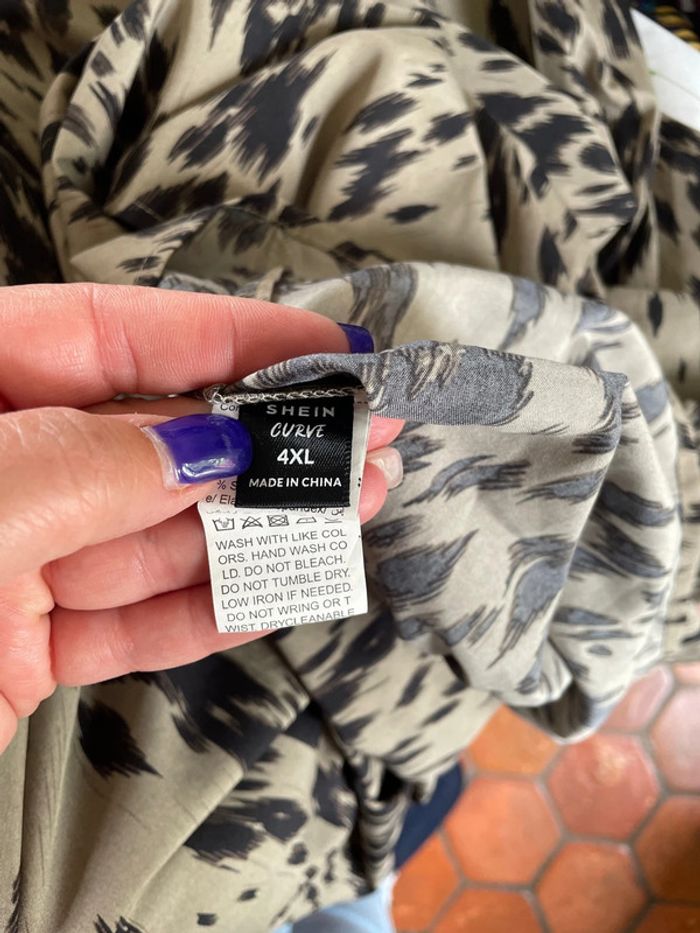 SHEIN
CURVE
4XL
MADE IN CHINA
% S
e/ Ela
WASH WITH LIKE COL
ORS. HAND WASH CO
LD. DO NOT BLEACH.
DO NOT TUMBLE DRY.
LOW IRON IF NEEDED.
DO NOT WRING OR T
WIST. DRYCLEANABLE